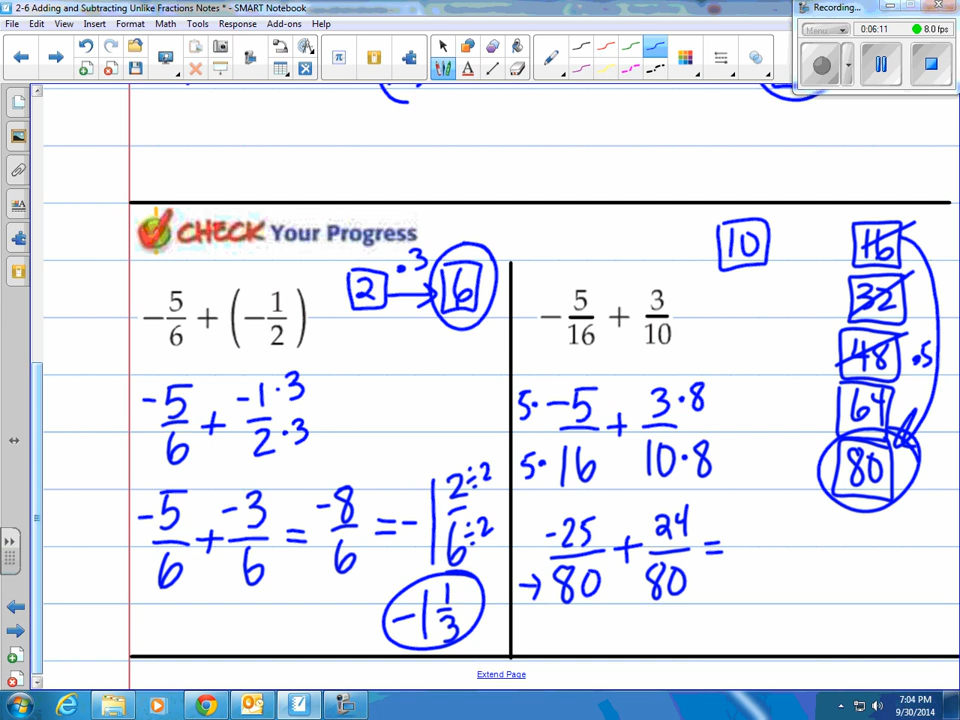 2-6 Adding and Subtracting Unlike Fractions Notes * - SMART Notebook
File Edit View Insert Format Math Tools Response Add-ons Help
Recording...
Menu 0:06:11 8.0 fps
CHECK Your Progress
2 → · 3 6
-5/6 + (-1/2)
-5/6 + -1·3/2·3
-5/6 + -3/6 = -8/6 = -1 2÷2/6÷2
-1 1/3
10
16
32
48 ·5
64
80
-5/16 + 3/10
5·-5/5·16 + 3·8/10·8
→ -25/80 + 24/80 =
Extend Page
7:04 PM
9/30/2014